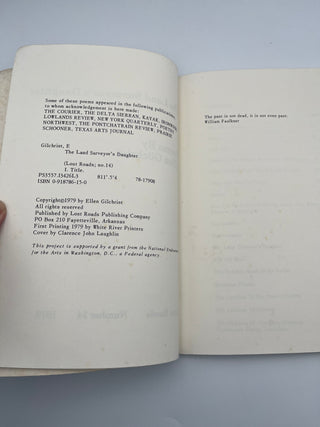 Some of these poems appeared in the following publications,
to whom acknowledgement is here made:
THE COURIER, THE DELTA SIERRAN, KAYAK,
LOWLANDS REVIEW, NEW YORK QUARTERLY, POETRY
NORTHWEST, THE PONTCHATRAIN REVIEW, PRAIRIE
SCHOONER, TEXAS ARTS JOURNAL
Gilchrist, E
The Land Surveyor's Daughter
(Lost Roads; no.14)
I. Title.
PS3557.IS426L3 811' 5'4 78-17908
ISBN 0-918786-15-0
Copyright©1979 by Ellen Gilchrist
All rights reserved
Published by Lost Roads Publishing Company
PO Box 210 Fayetteville, Arkansas
First Printing 1979 by White River Printers
Cover by Clarence John Laughlin
This project is supported by a grant from the National
for the Arts in Washington, D.C., a Federal agency.
The past is not dead, it is not even past.
William Faulkner